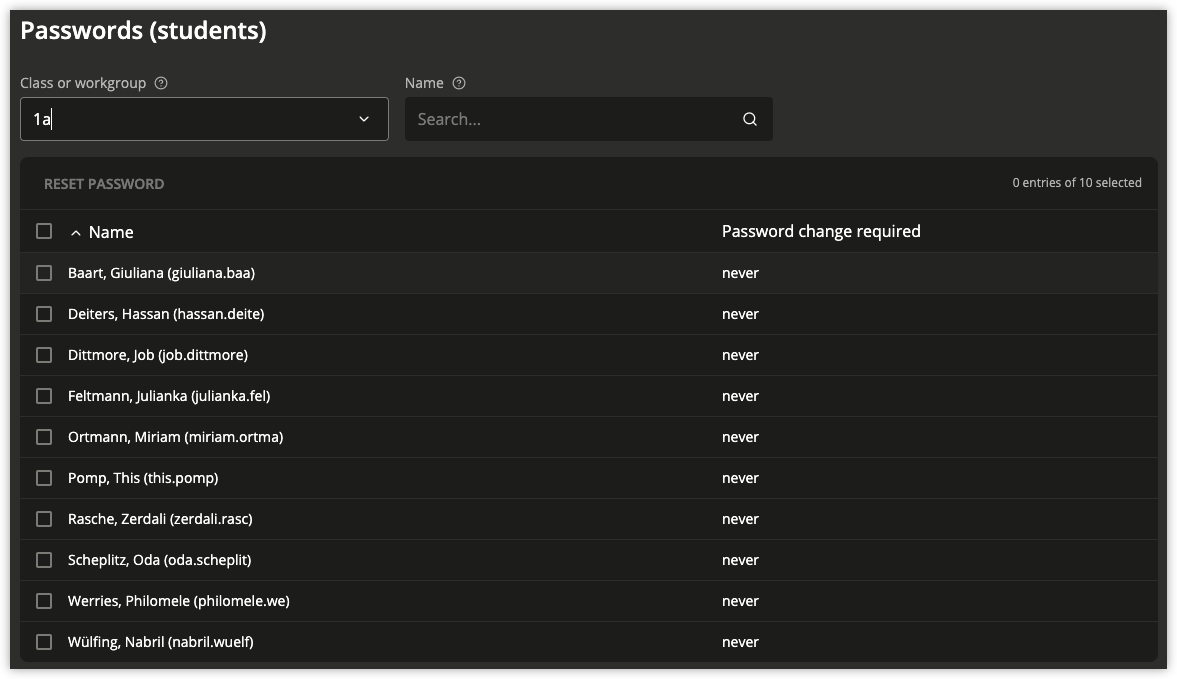 Passwords (students)
Class or workgroup
Name
1a
Search...
RESET PASSWORD
0 entries of 10 selected
Name
Password change required
Baart, Giuliana (giuliana.baa) never
Deiters, Hassan (hassan.deite) never
Dittmore, Job (job.dittmore) never
Feltmann, Julianka (julianka.fel) never
Ortmann, Miriam (miriam.ortma) never
Pomp, This (this.pomp) never
Rasche, Zerdali (zerdali.rasc) never
Scheplitz, Oda (oda.scheplit) never
Werries, Philomele (philomele.we) never
Wülfing, Nabril (nabril.wuelf) never